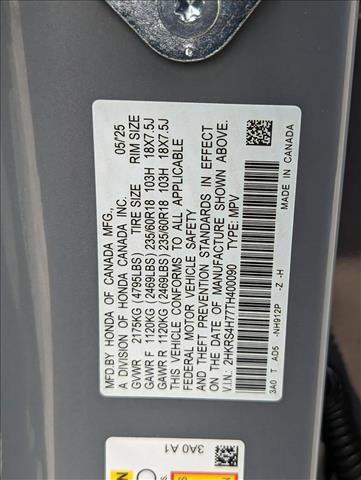 MFD.BY HONDA OF CANADA MFG.,
A DIVISION OF HONDA CANADA INC. 05/25
GVWR 2175KG (4795LBS) TIRE SIZE RIM SIZE
GAWR F 1120KG (2469LBS) 235/60R18 103H 18X7.5J
GAWR R 1120KG (2469LBS) 235/60R18 103H 18X7.5J
THIS VEHICLE CONFORMS TO ALL APPLICABLE
FEDERAL MOTOR VEHICLE SAFETY
AND THEFT PREVENTION STANDARDS IN EFFECT
ON THE DATE OF MANUFACTURE SHOWN ABOVE.
V.I.N: 2HKRS4H77TH400090 TYPE: MPV
MADE IN CANADA
3A0 T AD5 -NH912P -Z -H
3A0 A1